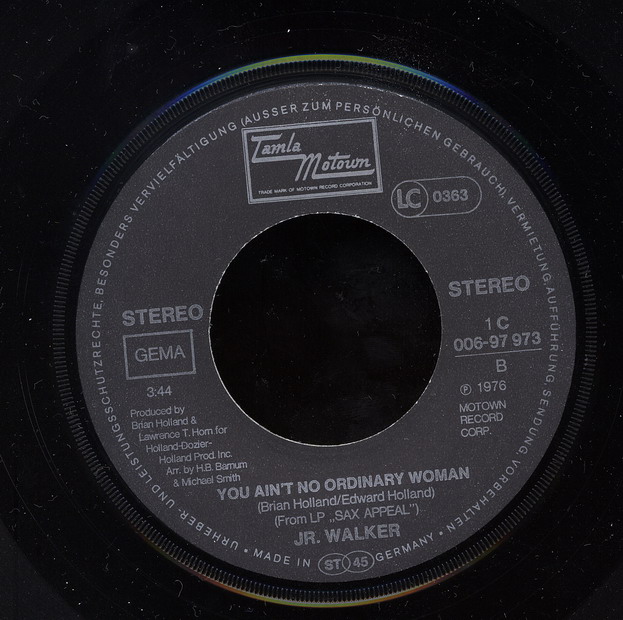 URHEBER- UND LEISTUNGSSCHUTZRECHTE, BESONDERS VERVIELFÄLTIGUNG (AUSSER ZUM PERSÖNLICHEN GEBRAUCH), VERMIETUNG, AUFFÜHRUNG, SENDUNG VORBEHALTEN •
Tamla
Motown
TRADE MARK OF MOTOWN RECORD CORPORATION
LC 0363
STEREO
GEMA
3:44
Produced by
Brian Holland &
Lawrence T. Horn for
Holland-Dozier-
Holland Prod. Inc.
Arr. by H.B. Barnum
& Michael Smith
STEREO
1 C
006-97 973
B
Ⓟ 1976
MOTOWN
RECORD
CORP.
YOU AIN'T NO ORDINARY WOMAN
(Brian Holland/Edward Holland)
(From LP „SAX APPEAL")
JR. WALKER
• MADE IN ST 45 GERMANY •